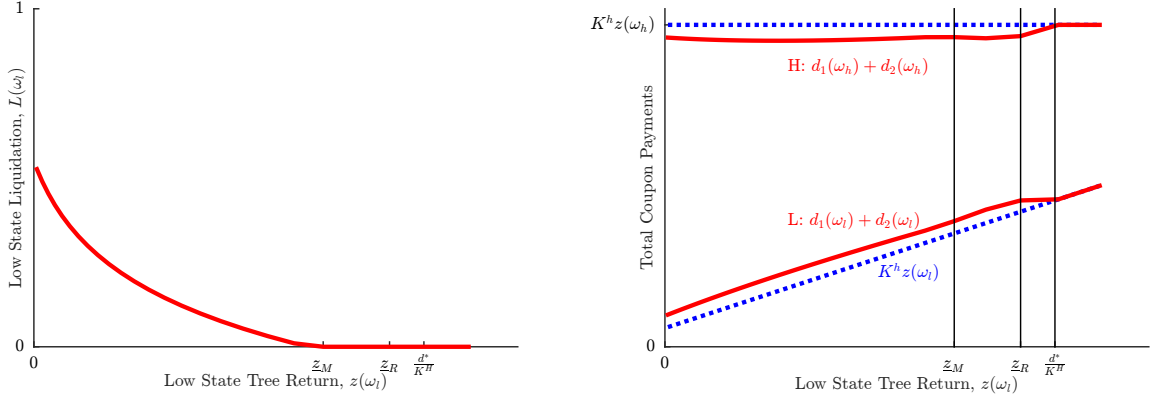 1
Low State Liquidation, L(ω_l)
0
0
z_M
z_R
d*/K^H
Low State Tree Return, z(ω_l)
K^h z(ω_h)
H: d_1(ω_h) + d_2(ω_h)
Total Coupon Payments
L: d_1(ω_l) + d_2(ω_l)
K^h z(ω_l)
0
0
z_M
z_R
d*/K^H
Low State Tree Return, z(ω_l)